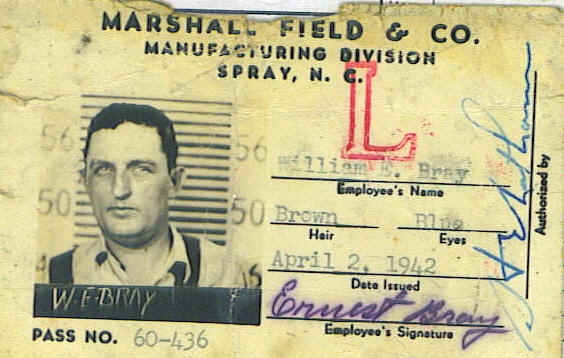 MARSHALL FIELD & CO.
MANUFACTURING DIVISION
SPRAY, N. C.
L
56 56
William E. Bray
Employee's Name
50 50
Brown Blue
Hair Eyes
April 2, 1942
Date Issued
W.E.BRAY
Ernest Bray
Employee's Signature
PASS NO. 60-436
Authorized by